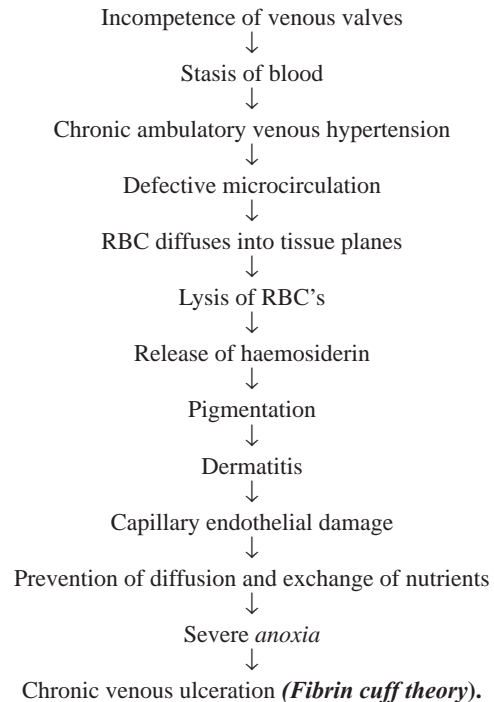 Incompetence of venous valves
↓
Stasis of blood
↓
Chronic ambulatory venous hypertension
↓
Defective microcirculation
↓
RBC diffuses into tissue planes
↓
Lysis of RBC’s
↓
Release of haemosiderin
↓
Pigmentation
↓
Dermatitis
↓
Capillary endothelial damage
↓
Prevention of diffusion and exchange of nutrients
↓
Severe anoxia
↓
Chronic venous ulceration (Fibrin cuff theory).